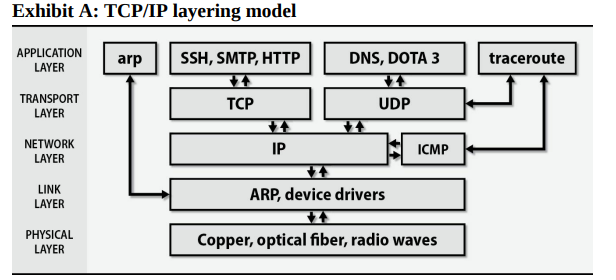 Exhibit A: TCP/IP layering model
APPLICATION
LAYER
arp
SSH, SMTP, HTTP
DNS, DOTA 3
traceroute
TRANSPORT
LAYER
TCP
UDP
NETWORK
LAYER
IP
ICMP
LINK
LAYER
ARP, device drivers
PHYSICAL
LAYER
Copper, optical fiber, radio waves